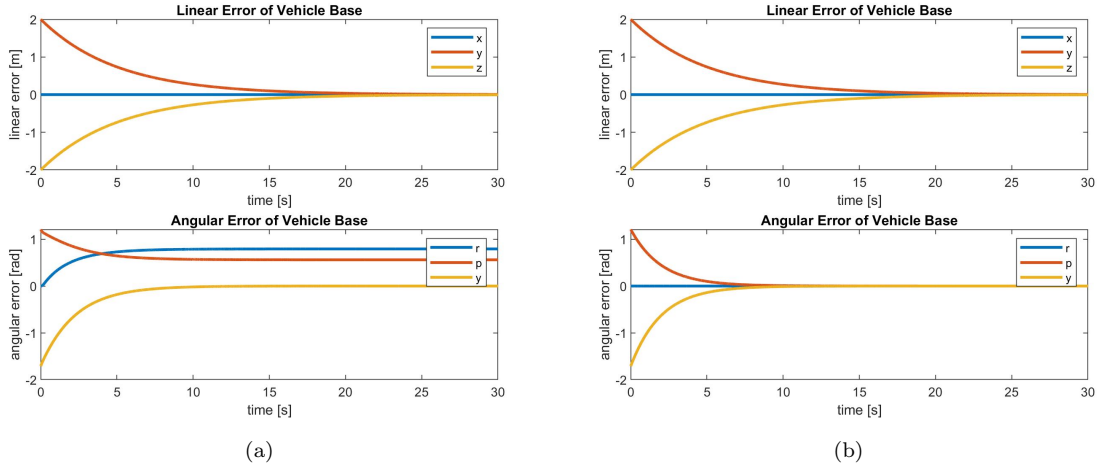 Linear Error of Vehicle Base
2
1
0
-1
-2
linear error [m]
x
y
z
0 5 10 15 20 25 30
time [s]
Angular Error of Vehicle Base
1
0
-1
-2
angular error [rad]
r
p
y
0 5 10 15 20 25 30
time [s]
(a)
Linear Error of Vehicle Base
2
1
0
-1
-2
linear error [m]
x
y
z
0 5 10 15 20 25 30
time [s]
Angular Error of Vehicle Base
1
0
-1
-2
angular error [rad]
r
p
y
0 5 10 15 20 25 30
time [s]
(b)